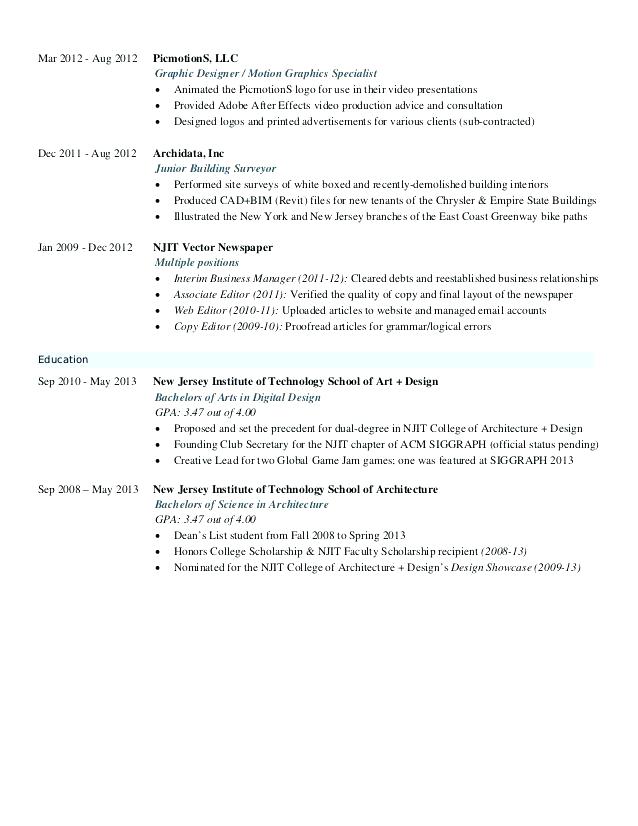 Mar 2012 - Aug 2012 PicmotionS, LLC
Graphic Designer / Motion Graphics Specialist
• Animated the PicmotionS logo for use in their video presentations
• Provided Adobe After Effects video production advice and consultation
• Designed logos and printed advertisements for various clients (sub-contracted)
Dec 2011 - Aug 2012 Archidata, Inc
Junior Building Surveyor
• Performed site surveys of white boxed and recently-demolished building interiors
• Produced CAD+BIM (Revit) files for new tenants of the Chrysler & Empire State Buildings
• Illustrated the New York and New Jersey branches of the East Coast Greenway bike paths
Jan 2009 - Dec 2012 NJIT Vector Newspaper
Multiple positions
• Interim Business Manager (2011-12): Cleared debts and reestablished business relationships
• Associate Editor (2011): Verified the quality of copy and final layout of the newspaper
• Web Editor (2010-11): Uploaded articles to website and managed email accounts
• Copy Editor (2009-10): Proofread articles for grammar/logical errors
Education
Sep 2010 - May 2013 New Jersey Institute of Technology School of Art + Design
Bachelors of Arts in Digital Design
GPA: 3.47 out of 4.00
• Proposed and set the precedent for dual-degree in NJIT College of Architecture + Design
• Founding Club Secretary for the NJIT chapter of ACM SIGGRAPH (official status pending)
• Creative Lead for two Global Game Jam games; one was featured at SIGGRAPH 2013
Sep 2008 – May 2013 New Jersey Institute of Technology School of Architecture
Bachelors of Science in Architecture
GPA: 3.47 out of 4.00
• Dean's List student from Fall 2008 to Spring 2013
• Honors College Scholarship & NJIT Faculty Scholarship recipient (2008-13)
• Nominated for the NJIT College of Architecture + Design's Design Showcase (2009-13)